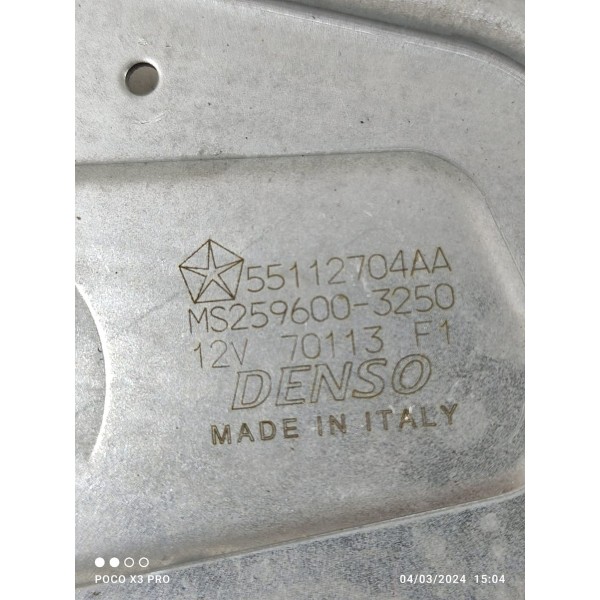 55112704AA
MS259600-3250
12V 70113 F1
DENSO
MADE IN ITALY
POCO X3 PRO
04/03/2024 15:04